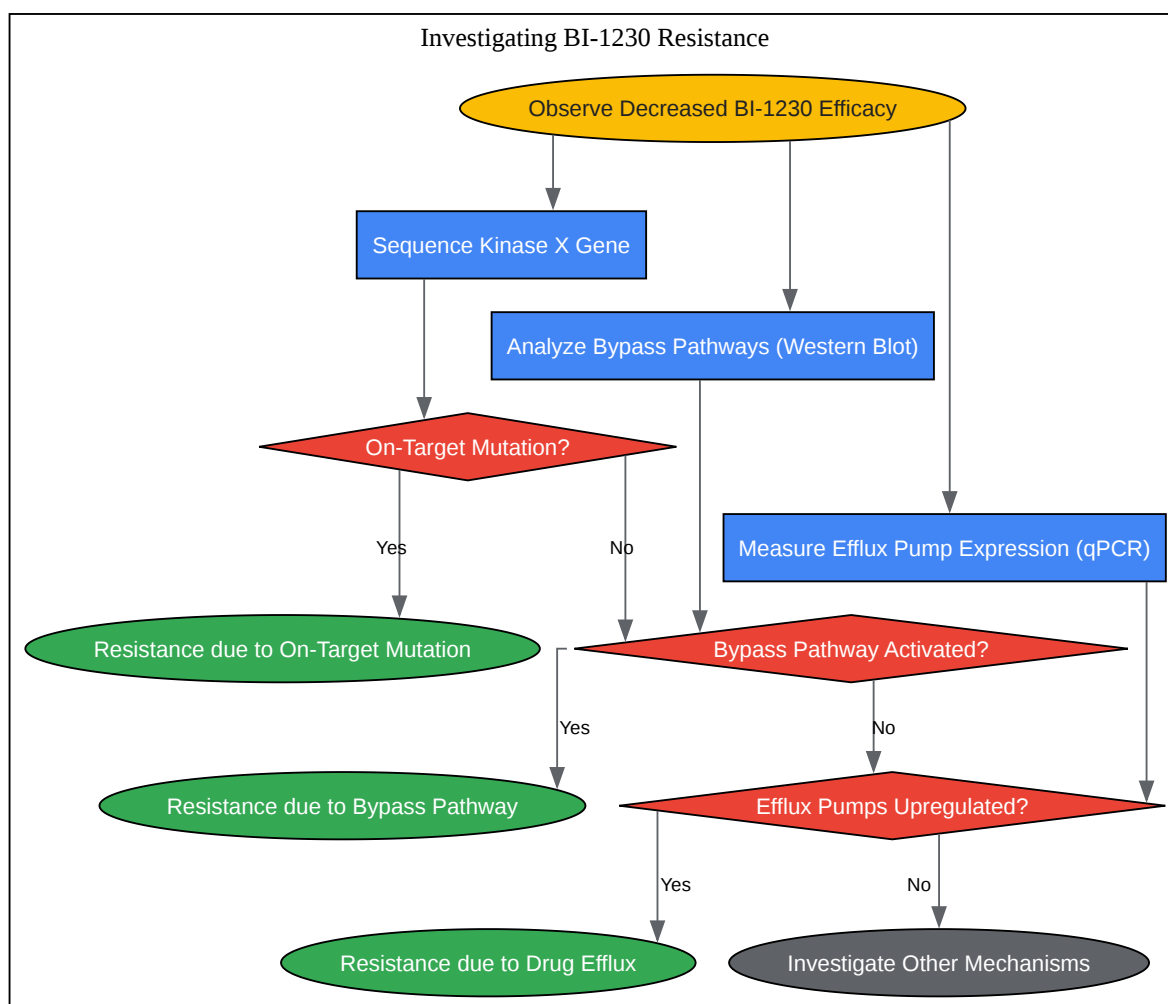 Investigating BI-1230 Resistance
Observe Decreased BI-1230 Efficacy
Sequence Kinase X Gene
Analyze Bypass Pathways (Western Blot)
On-Target Mutation?
Measure Efflux Pump Expression (qPCR)
Yes
No
Resistance due to On-Target Mutation
Bypass Pathway Activated?
Yes
No
Resistance due to Bypass Pathway
Efflux Pumps Upregulated?
Yes
No
Resistance due to Drug Efflux
Investigate Other Mechanisms